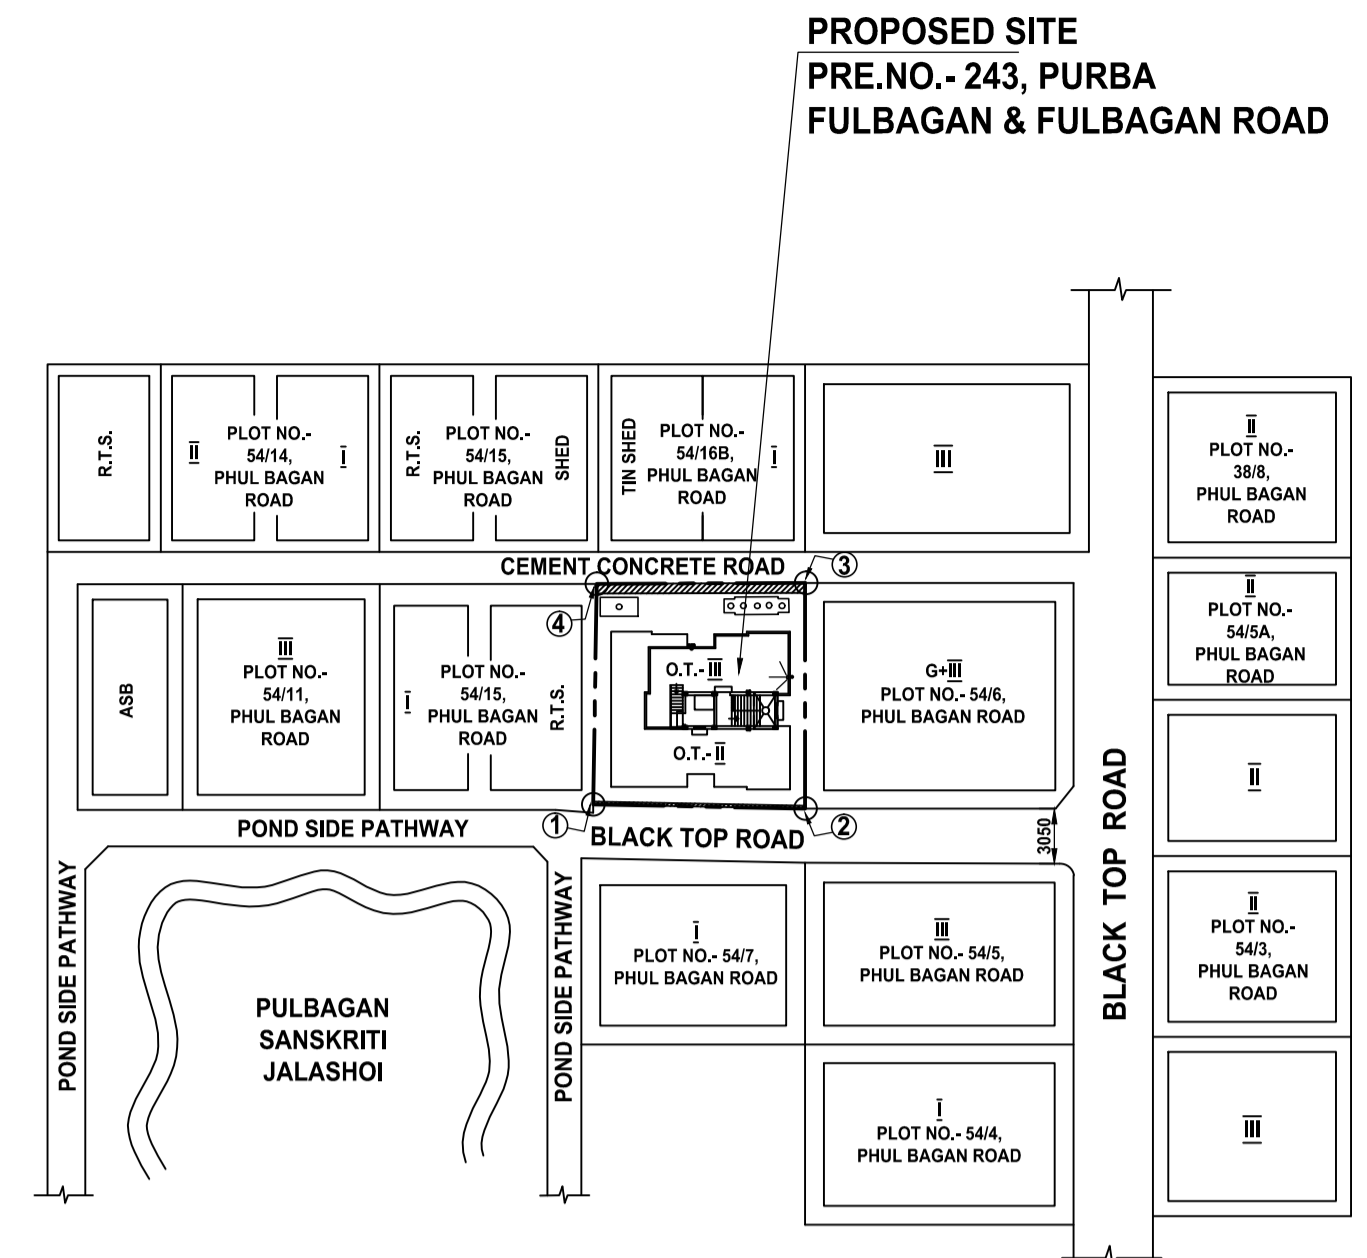 PROPOSED SITE
PRE.NO.- 243, PURBA
FULBAGAN & FULBAGAN ROAD
R.T.S.
II
PLOT NO.-
54/14,
PHUL BAGAN
ROAD
I
R.T.S.
PLOT NO.-
54/15,
PHUL BAGAN
ROAD
SHED
TIN SHED
PLOT NO.-
54/16B,
PHUL BAGAN
ROAD
I
III
II
PLOT NO.-
38/8,
PHUL BAGAN
ROAD
CEMENT CONCRETE ROAD
3
4
ASB
III
PLOT NO.-
54/11,
PHUL BAGAN
ROAD
I
PLOT NO.-
54/15,
PHUL BAGAN
ROAD
R.T.S.
O.T.- III
O.T.- II
G+III
PLOT NO.- 54/6,
PHUL BAGAN ROAD
II
PLOT NO.-
54/5A,
PHUL BAGAN
ROAD
II
POND SIDE PATHWAY
1
BLACK TOP ROAD
2
3050
BLACK TOP ROAD
POND SIDE PATHWAY
PULBAGAN
SANSKRITI
JALASHOI
POND SIDE PATHWAY
I
PLOT NO.- 54/7,
PHUL BAGAN ROAD
III
PLOT NO.- 54/5,
PHUL BAGAN ROAD
II
PLOT NO.-
54/3,
PHUL BAGAN
ROAD
I
PLOT NO.- 54/4,
PHUL BAGAN ROAD
III